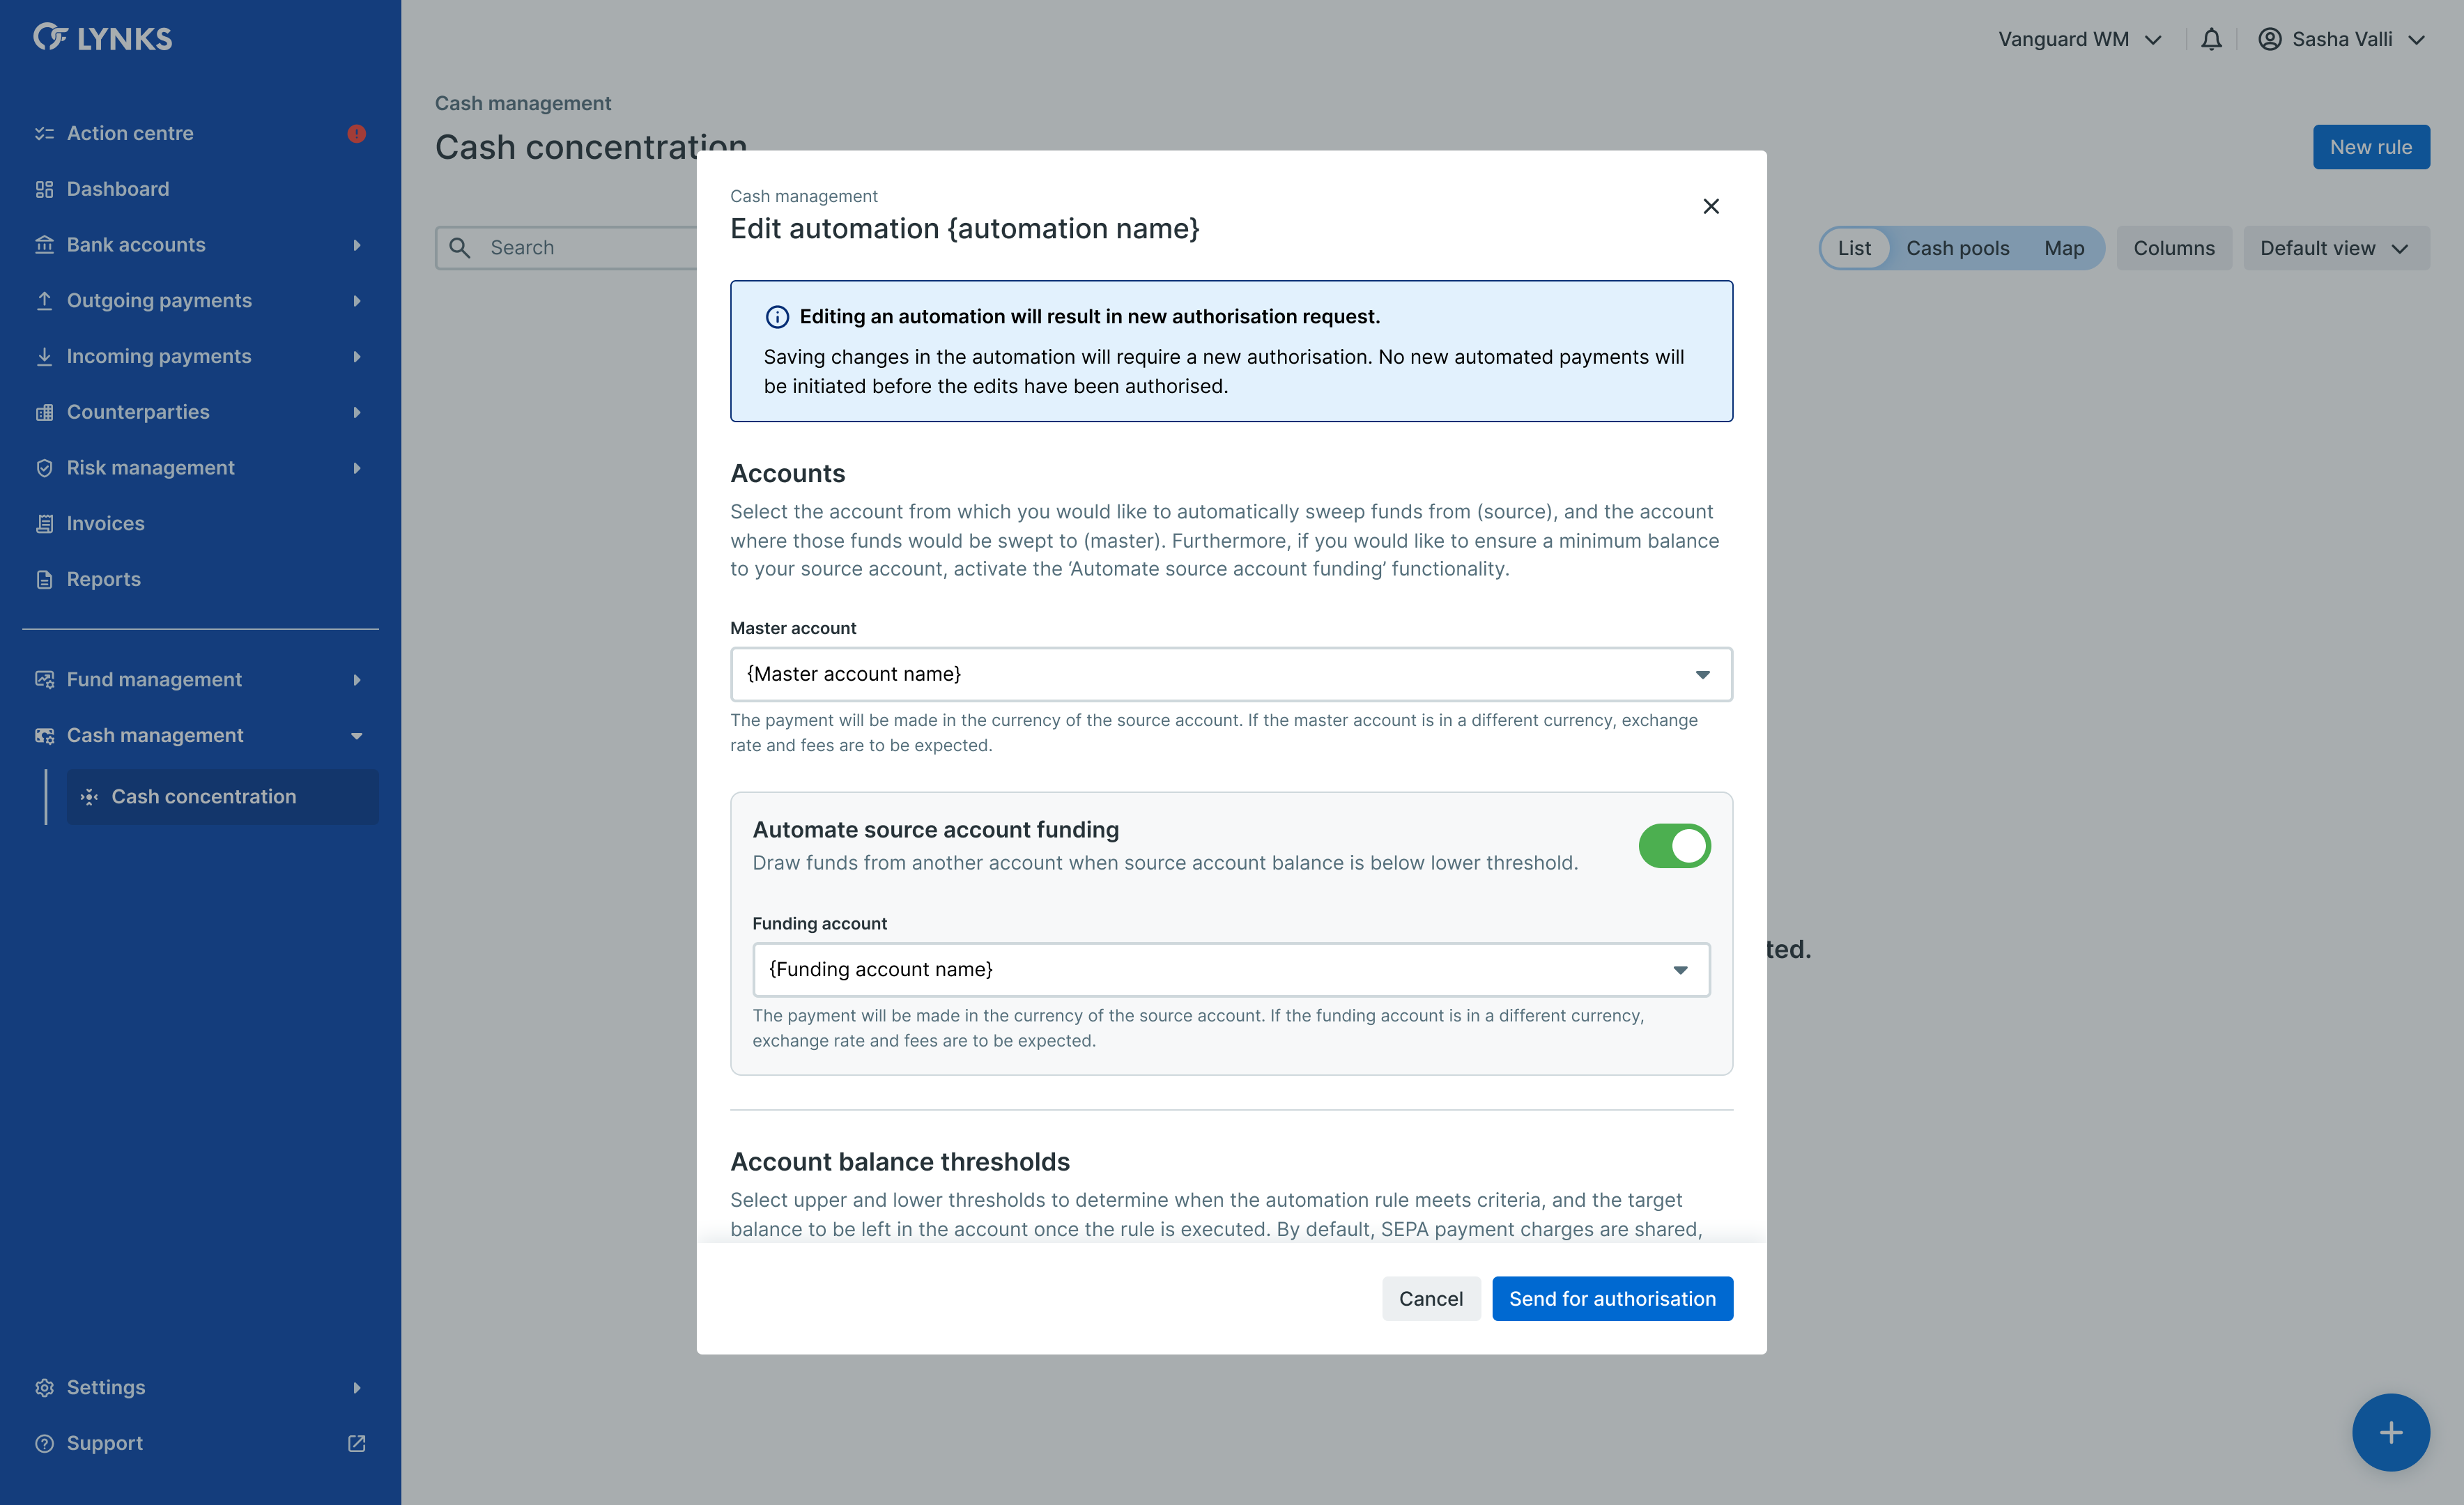 LYNKS
Action centre
Dashboard
Bank accounts
Outgoing payments
Incoming payments
Counterparties
Risk management
Invoices
Reports
Fund management
Cash management
Cash concentration
Settings
Support
Vanguard WM
Sasha Valli
Cash management
Cash concentration
New rule
Search
List
Cash pools
Map
Columns
Default view
ted.
Cash management
Edit automation {automation name}
Editing an automation will result in new authorisation request.
Saving changes in the automation will require a new authorisation. No new automated payments will
be initiated before the edits have been authorised.
Accounts
Select the account from which you would like to automatically sweep funds from (source), and the account
where those funds would be swept to (master). Furthermore, if you would like to ensure a minimum balance
to your source account, activate the ‘Automate source account funding’ functionality.
Master account
{Master account name}
The payment will be made in the currency of the source account. If the master account is in a different currency, exchange
rate and fees are to be expected.
Automate source account funding
Draw funds from another account when source account balance is below lower threshold.
Funding account
{Funding account name}
The payment will be made in the currency of the source account. If the funding account is in a different currency,
exchange rate and fees are to be expected.
Account balance thresholds
Select upper and lower thresholds to determine when the automation rule meets criteria, and the target
balance to be left in the account once the rule is executed. By default, SEPA payment charges are shared,
Cancel
Send for authorisation